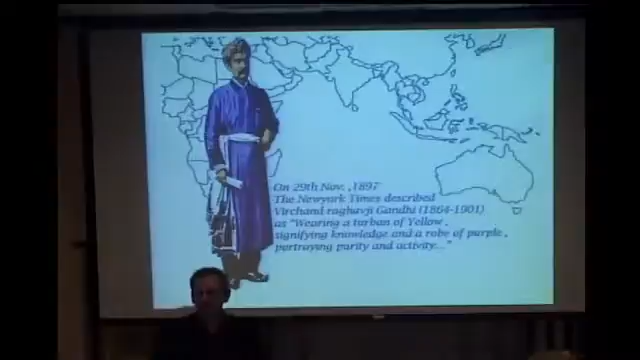 On 29th Nov. ,1897
The Newyork Times described
Virchand raghavji Gandhi (1864-1901)
as "Wearing a turban of Yellow ,
signifying knowledge and a robe of purple ,
portraying purity and activity..."